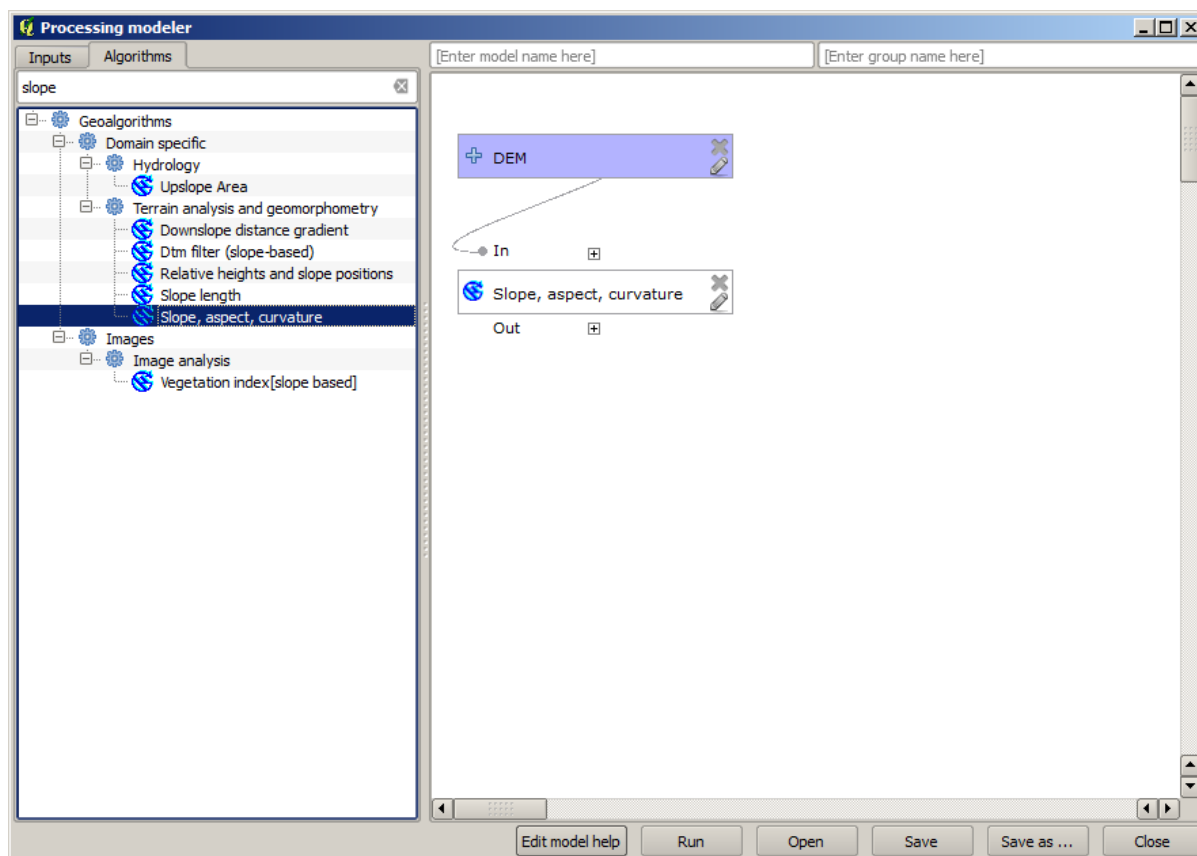 Processing modeler
Inputs Algorithms [Enter model name here] [Enter group name here]
slope
Geoalgorithms
Domain specific
Hydrology
Upslope Area
Terrain analysis and geomorphometry
Downslope distance gradient
Dtm filter (slope-based)
Relative heights and slope positions
Slope length
Slope, aspect, curvature
Images
Image analysis
Vegetation index[slope based]
DEM
In
Slope, aspect, curvature
Out
Edit model help Run Open Save Save as ... Close